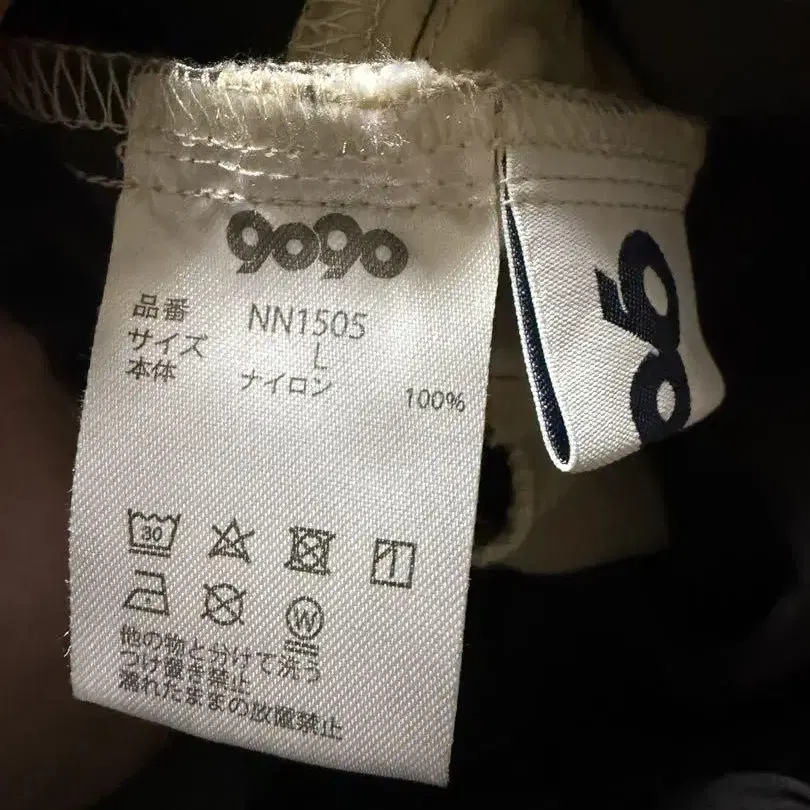 9090
品番 NN1505
サイズ L
本体 ナイロン 100%
30
W
他の物と分けて洗う
つけ置き禁止
濡れたままの放置禁止
90